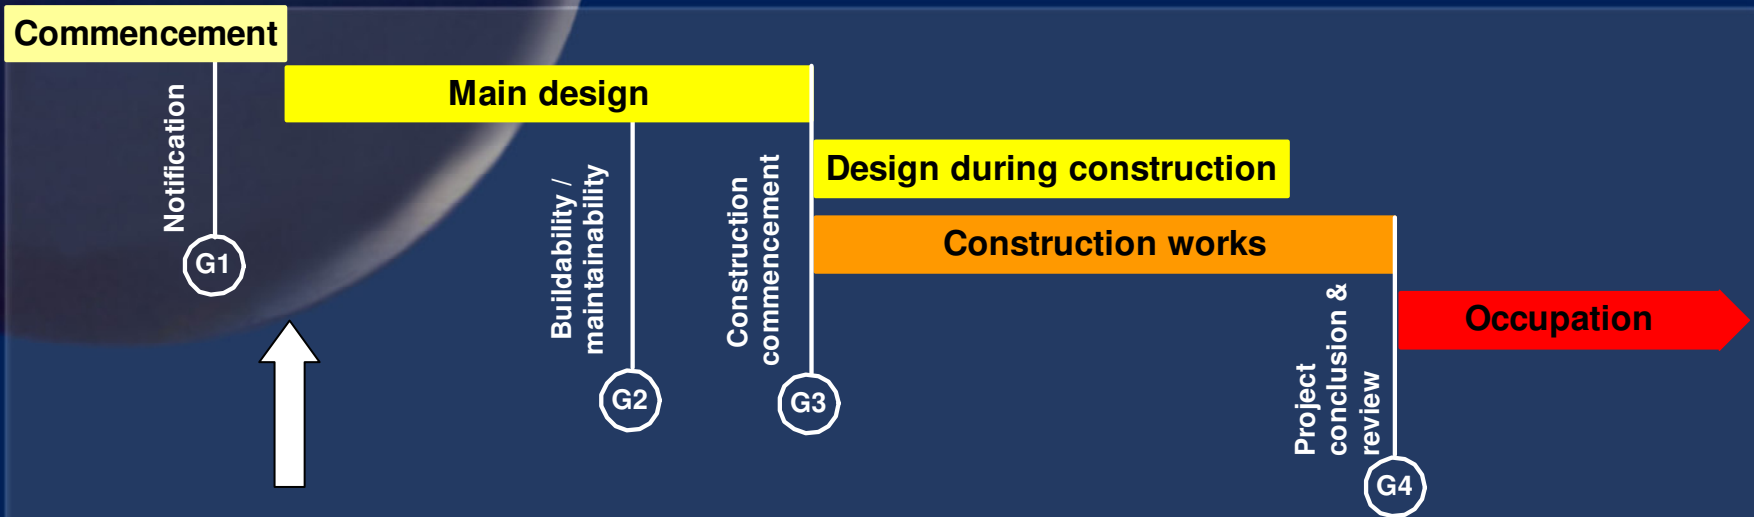 Commencement
Notification
G1
Main design
Buildability /
maintainability
G2
Construction
commencement
G3
Design during construction
Construction works
Project
conclusion &
review
G4
Occupation